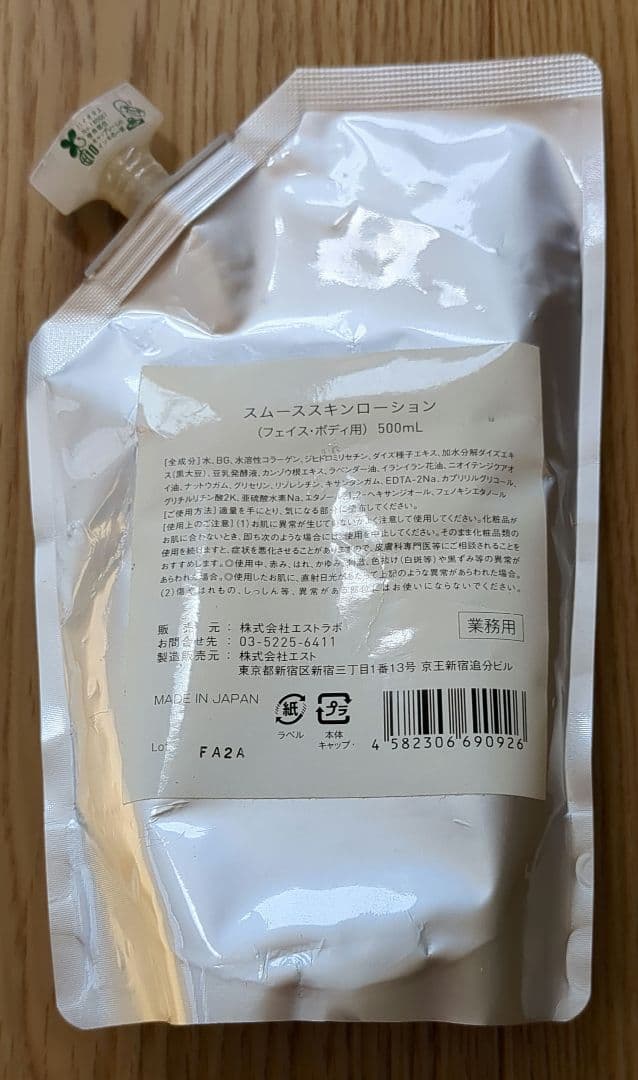 スムーススキンローション
(フェイス・ボディ用) 500mL
[全成分] 水、BG、水溶性コラーゲン、ジヒドロミリセチン、ダイズ種子エキス、加水分解ダイズエキ
ス(黒大豆)、豆乳発酵液、カンゾウ根エキス、ラベンダー油、イランイラン花油、ニオイテンジクアオ
イ油、ナットウガム、グリセリン、リゾレシチン、キサンタンガム、EDTA-2Na、カプリリルグリコール、
グリチルリチン酸2K、亜硫酸水素Na、エタノール、1,2-ヘキサンジオール、フェノキシエタノール
[ご使用方法] 適量を手にとり、気になる部分に塗布してください。
[使用上のご注意] (1)お肌に異常が生じていないかよく注意して使用してください。化粧品が
お肌に合わないとき、即ち次のような場合には、使用を中止してください。そのまま化粧品類の
使用を続けますと、症状を悪化させることがありますので、皮膚科専門医等にご相談されることを
おすすめします。◎使用中、赤み、はれ、かゆみ、刺激、色抜け(白斑等)や黒ずみ等の異常が
あらわれた場合。◎使用したお肌に、直射日光があたって上記のような異常があらわれた場合。
(2)傷やはれもの、しっしん等、異常がある部位にはお使いにならないでください。
販売元:株式会社エストラボ
お問合せ先:03-5225-6411
製造販売元:株式会社エスト
東京都新宿区新宿三丁目1番13号 京王新宿追分ビル
業務用
MADE IN JAPAN
紙
ラベル
プラ
本体
キャップ・
4 582306 690926
Lot
FA2A